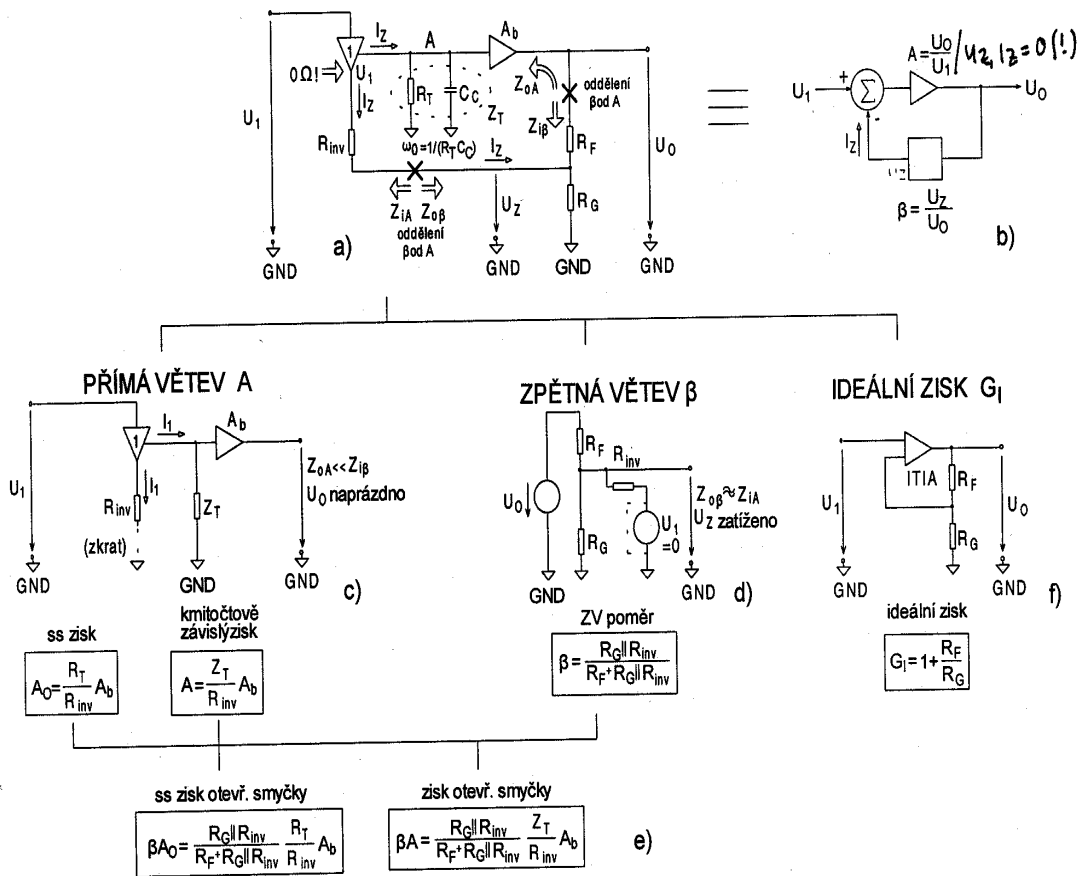 1
I_Z
A
A_b
0Ω!
U_1
I_Z
R_T
C_C
Z_T
Z_oA
oddělení
βod A
Z_iβ
U_1
R_inv
ω_0=1/(R_T C_C)
I_Z
R_F
U_O
Z_iA Z_oβ
oddělení
βod A
U_Z
R_G
GND
a)
GND
GND
GND
A=U_O/U_1 / U_Z, I_Z=0 (!)
U_1
+
Σ
-
U_O
I_Z
β=U_Z/U_O
b)
PŘÍMÁ VĚTEV A
1
I_1
A_b
I_1
U_1
R_inv
Z_T
(zkrat)
Z_oA<<Z_iβ
U_O naprázdno
GND
GND
GND
c)
ss zisk
A_O=R_T/R_inv A_b
kmitočtově
závislýzisk
A=Z_T/R_inv A_b
ZPĚTNÁ VĚTEV β
R_F
R_inv
U_O
R_G
U_1
=0
Z_oβ≈Z_iA
U_Z zatíženo
GND
GND
d)
ZV poměr
β=R_G||R_inv/R_F+R_G||R_inv
IDEÁLNÍ ZISK G_I
ITIA
R_F
U_1
R_G
U_O
GND
GND
f)
ideální zisk
G_I=1+R_F/R_G
ss zisk otevř. smyčky
βA_O=R_G||R_inv/R_F+R_G||R_inv R_T/R_inv A_b
zisk otevř. smyčky
βA=R_G||R_inv/R_F+R_G||R_inv Z_T/R_inv A_b
e)